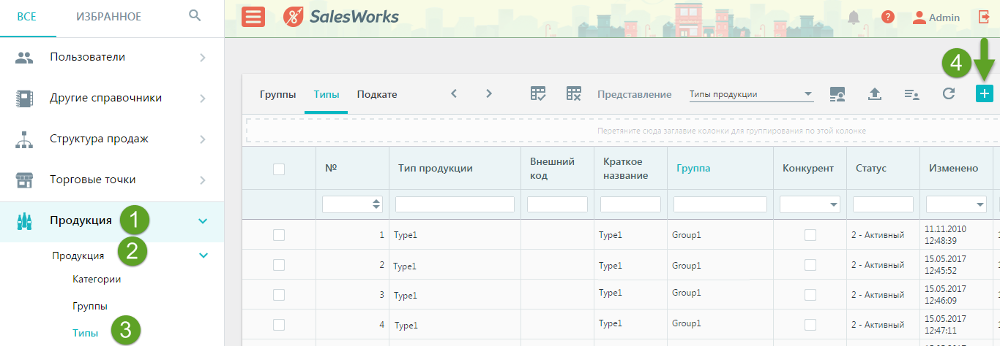 ВСЕ ИЗБРАННОЕ
SalesWorks
? Admin
Пользователи
Другие справочники
Структура продаж
Торговые точки
Продукция 1
Продукция 2
Категории
Группы
Типы 3
4
Группы Типы Подкате Представление Типы продукции
Перетяните сюда заглавие колонки для группирования по этой колонке
№ Тип продукции Внешний код Краткое название Группа Конкурент Статус Изменено
1 Type1 Type1 Group1 2 - Активный 11.11.2010 12:48:39
2 Type1 Type1 Group1 2 - Активный 15.05.2017 12:45:52
3 Type1 Type1 Group1 2 - Активный 15.05.2017 12:46:09
4 Type1 Type1 Group1 2 - Активный 15.05.2017 12:47:11